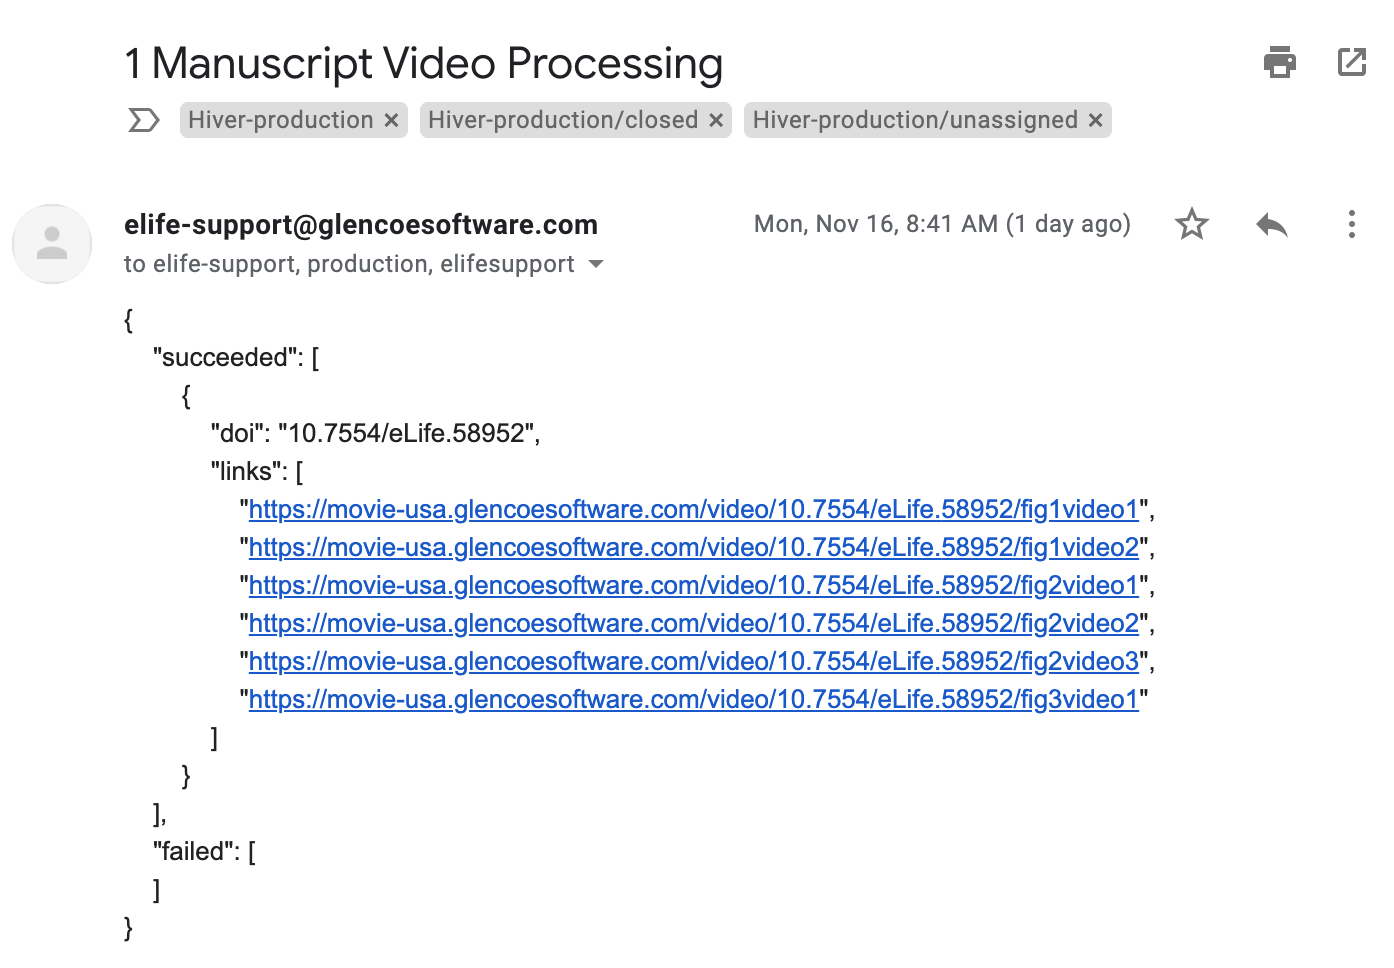 1 Manuscript Video Processing
Hiver-production × Hiver-production/closed × Hiver-production/unassigned ×
elife-support@glencoesoftware.com Mon, Nov 16, 8:41 AM (1 day ago)
to elife-support, production, elifesupport
{
"succeeded": [
{
"doi": "10.7554/eLife.58952",
"links": [
"https://movie-usa.glencoesoftware.com/video/10.7554/eLife.58952/fig1video1",
"https://movie-usa.glencoesoftware.com/video/10.7554/eLife.58952/fig1video2",
"https://movie-usa.glencoesoftware.com/video/10.7554/eLife.58952/fig2video1",
"https://movie-usa.glencoesoftware.com/video/10.7554/eLife.58952/fig2video2",
"https://movie-usa.glencoesoftware.com/video/10.7554/eLife.58952/fig2video3",
"https://movie-usa.glencoesoftware.com/video/10.7554/eLife.58952/fig3video1"
]
}
],
"failed": [
]
}